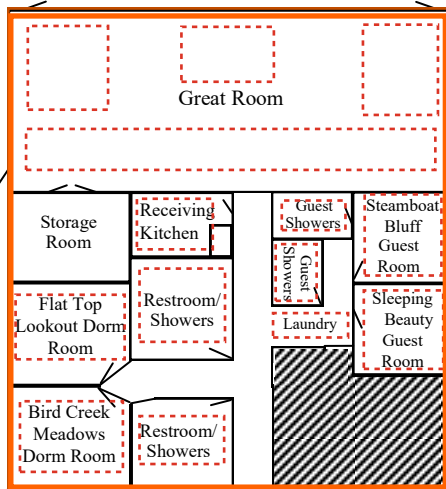 Great Room
Storage
Room
Receiving
Kitchen
Guest
Showers
Steamboat
Bluff
Guest
Room
Guest
Showers
Flat Top
Lookout Dorm
Room
Restroom/
Showers
Laundry
Sleeping
Beauty
Guest
Room
Bird Creek
Meadows
Dorm Room
Restroom/
Showers